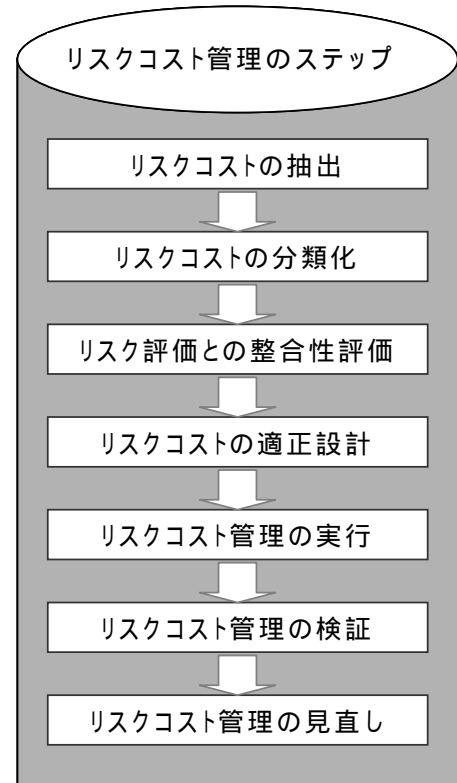 リスクコスト管理のステップ
リスクコストの抽出
リスクコストの分類化
リスク評価との整合性評価
リスクコストの適正設計
リスクコスト管理の実行
リスクコスト管理の検証
リスクコスト管理の見直し